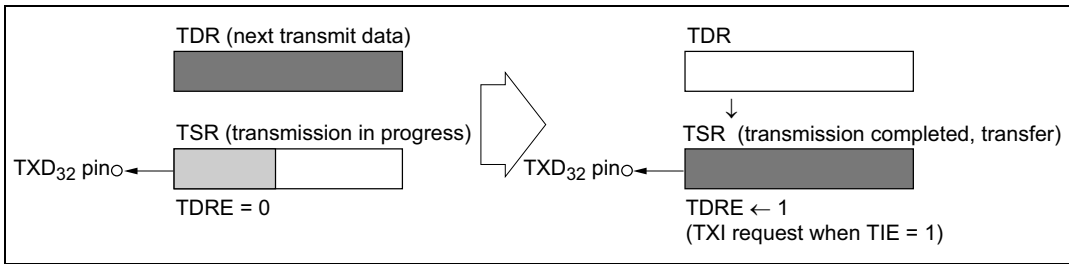 TDR (next transmit data)
TSR (transmission in progress)
TXD32 pin
TDRE = 0
TDR
↓
TSR (transmission completed, transfer)
TXD32 pin
TDRE ← 1
(TXI request when TIE = 1)